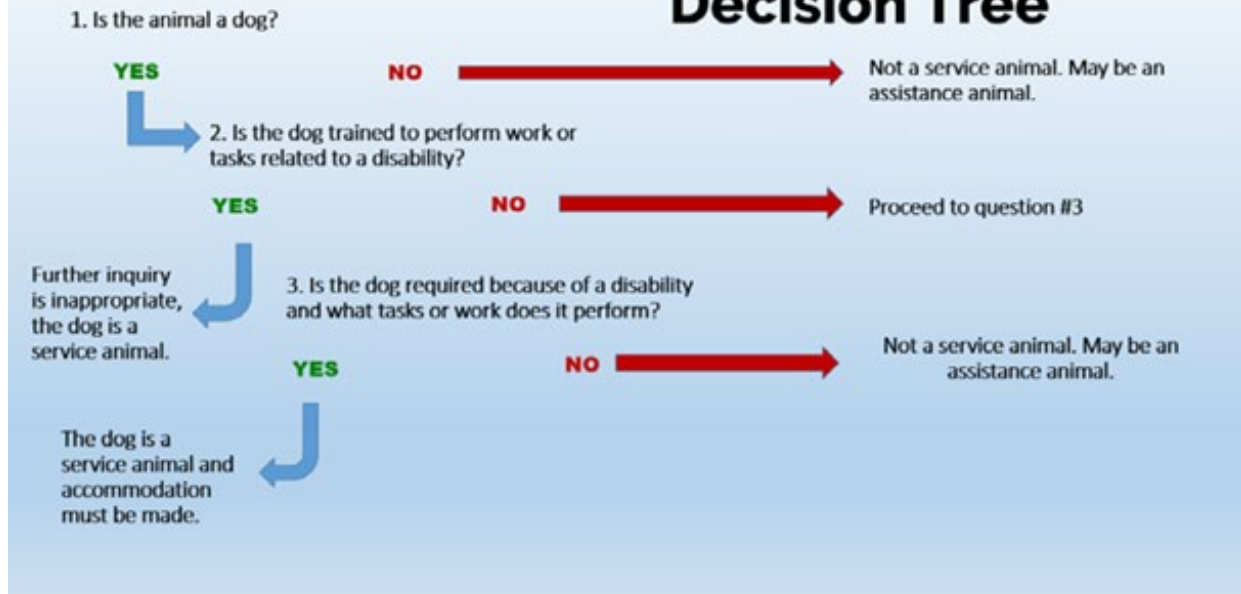 Decision Tree
1. Is the animal a dog?
YES
NO
Not a service animal. May be an
assistance animal.
2. Is the dog trained to perform work or
tasks related to a disability?
YES
NO
Proceed to question #3
Further inquiry
is inappropriate,
the dog is a
service animal.
3. Is the dog required because of a disability
and what tasks or work does it perform?
YES
NO
Not a service animal. May be an
assistance animal.
The dog is a
service animal and
accommodation
must be made.